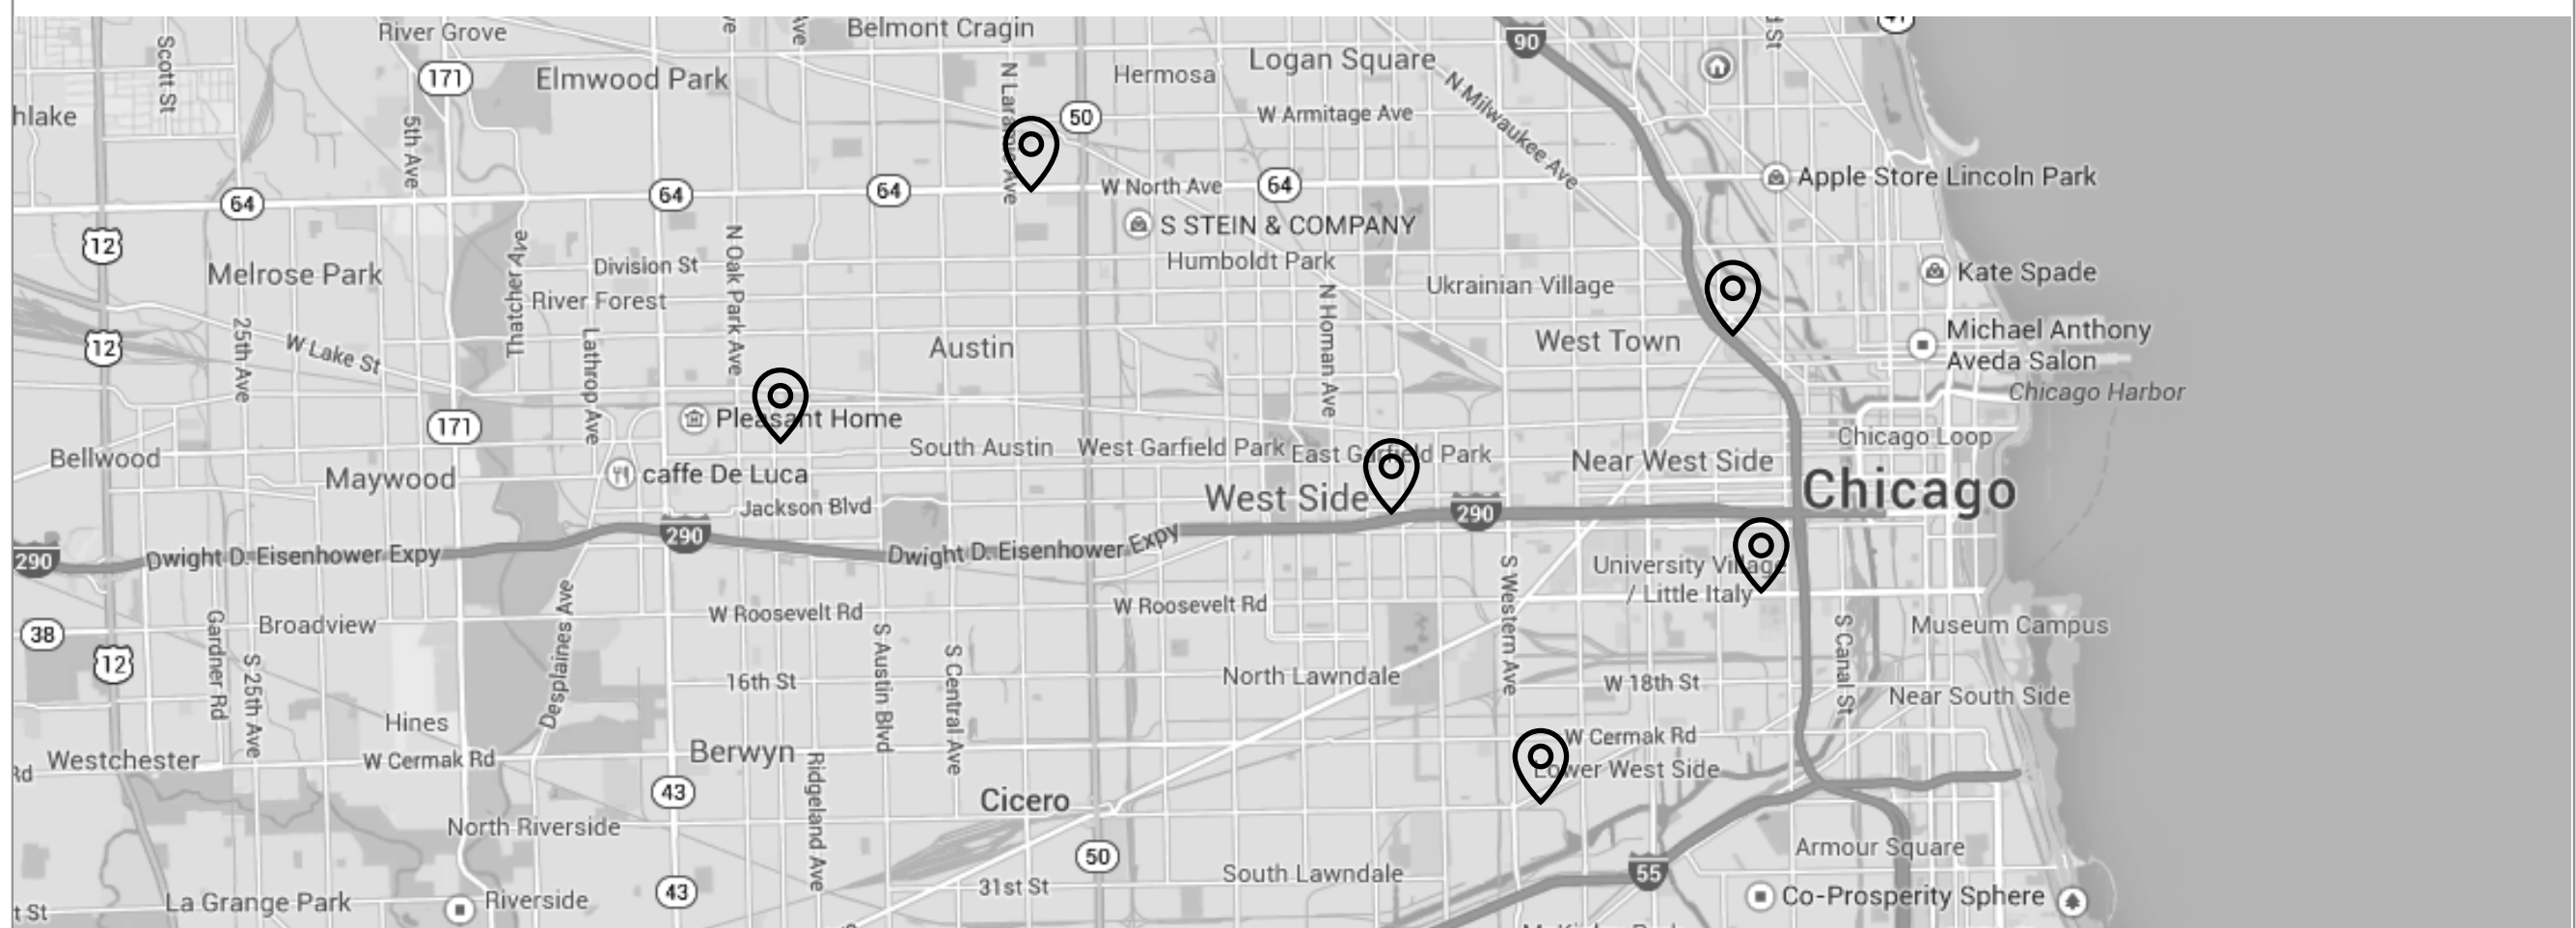 River Grove
Belmont Cragin
90
41
Scott St
171
Elmwood Park
Hermosa
Logan Square
N Milwaukee Ave
hlake
5th Ave
50
W Armitage Ave
64
64
64
W North Ave
64
Apple Store Lincoln Park
S STEIN & COMPANY
12
Melrose Park
Division St
River Forest
Thatcher Ave
N Oak Park Ave
Humboldt Park
Ukrainian Village
Kate Spade
12
25th Ave
W Lake St
Lathrop Ave
Austin
N Homan Ave
West Town
Michael Anthony
Aveda Salon
Chicago Harbor
171
Pleasant Home
South Austin
West Garfield Park
East Garfield Park
Near West Side
Chicago Loop
Bellwood
Maywood
caffe De Luca
Jackson Blvd
West Side
290
Chicago
290
Dwight D. Eisenhower Expy
290
Dwight D. Eisenhower Expy
University Village
/ Little Italy
38
12
Gardner Rd
S 25th Ave
Broadview
Desplaines Ave
W Roosevelt Rd
S Austin Blvd
S Central Ave
W Roosevelt Rd
S Western Ave
S Canal St
Museum Campus
North Lawndale
16th St
W 18th St
Near South Side
Hines
Westchester
W Cermak Rd
Berwyn
Ridgeland Ave
W Cermak Rd
Lower West Side
43
Cicero
North Riverside
50
Armour Square
La Grange Park
Riverside
43
31st St
South Lawndale
55
Co-Prosperity Sphere
t St